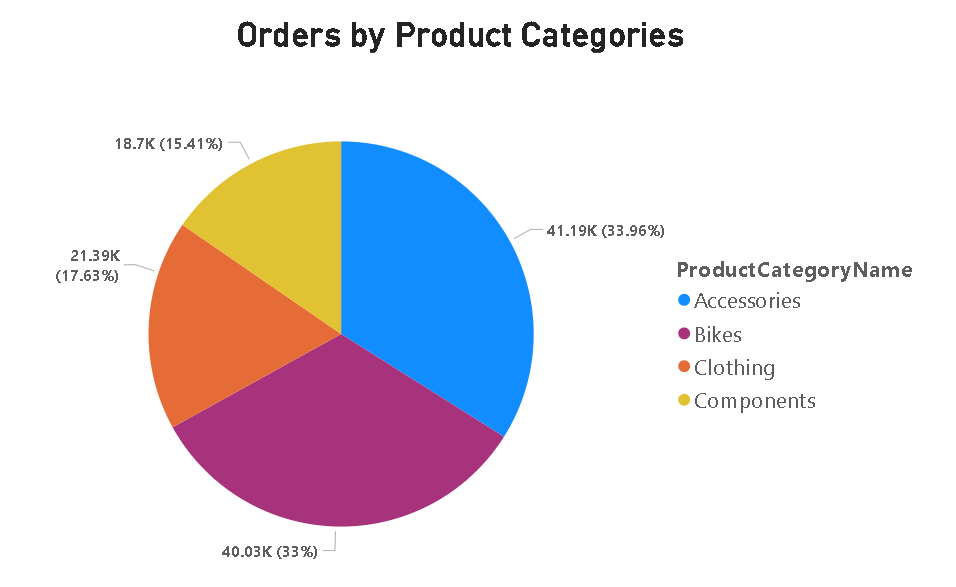 Orders by Product Categories
18.7K (15.41%)
41.19K (33.96%)
21.39K
(17.63%)
40.03K (33%)
ProductCategoryName
Accessories
Bikes
Clothing
Components